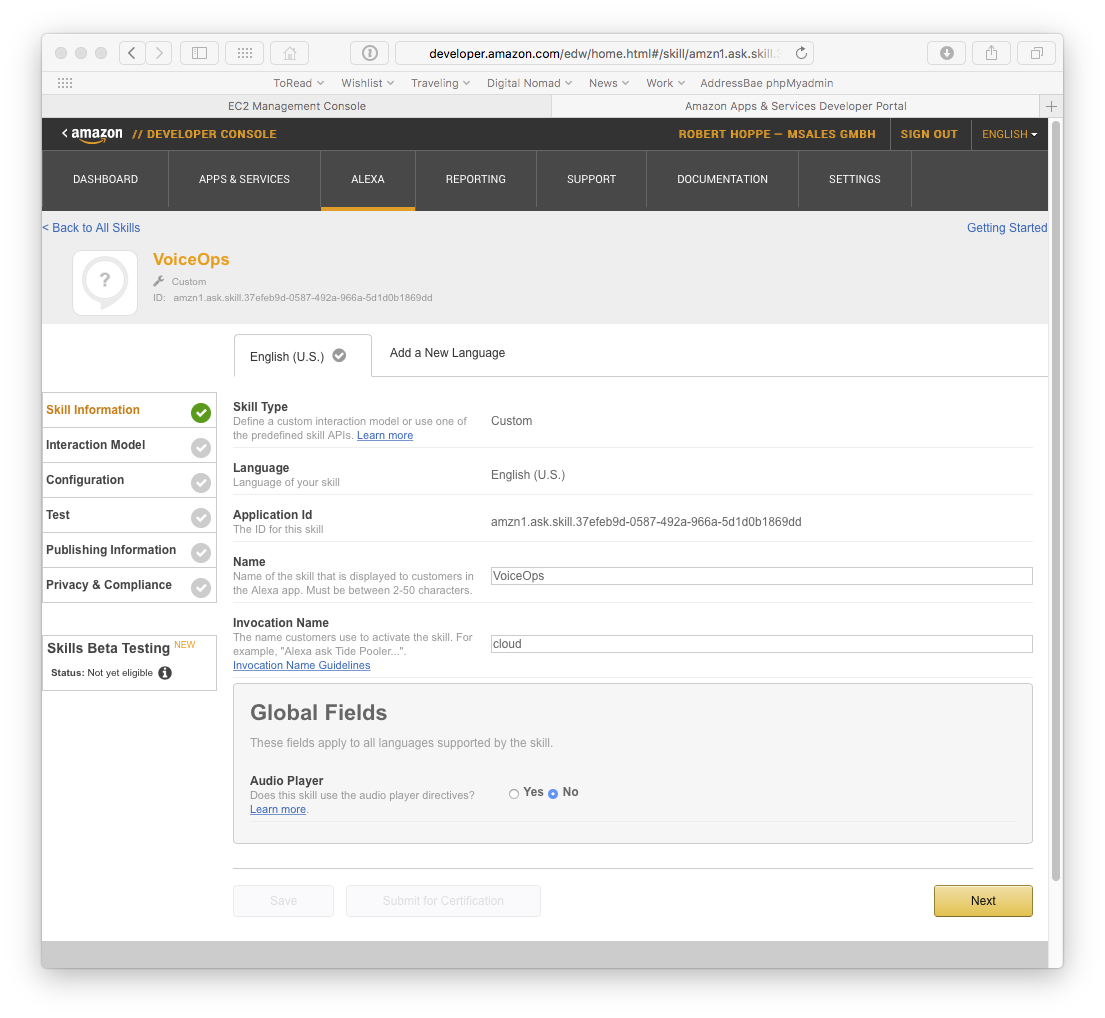 developer.amazon.com/edw/home.html#/skill/amzn1.ask.skill.
ToRead Wishlist Traveling Digital Nomad News Work AddressBae phpMyadmin
EC2 Management Console Amazon Apps & Services Developer Portal
amazon // DEVELOPER CONSOLE ROBERT HOPPE – MSALES GMBH SIGN OUT ENGLISH
DASHBOARD APPS & SERVICES ALEXA REPORTING SUPPORT DOCUMENTATION SETTINGS
< Back to All Skills Getting Started
VoiceOps
Custom
ID: amzn1.ask.skill.37efeb9d-0587-492a-966a-5d1d0b1869dd
English (U.S.) Add a New Language
Skill Information
Interaction Model
Configuration
Test
Publishing Information
Privacy & Compliance
Skills Beta Testing NEW
Status: Not yet eligible
Skill Type
Define a custom interaction model or use one of
the predefined skill APIs. Learn more
Custom
Language
Language of your skill
English (U.S.)
Application Id
The ID for this skill
amzn1.ask.skill.37efeb9d-0587-492a-966a-5d1d0b1869dd
Name
Name of the skill that is displayed to customers in
the Alexa app. Must be between 2-50 characters.
VoiceOps
Invocation Name
The name customers use to activate the skill. For
example, "Alexa ask Tide Pooler...".
Invocation Name Guidelines
cloud
Global Fields
These fields apply to all languages supported by the skill.
Audio Player
Does this skill use the audio player directives?
Learn more.
Yes No
Save Submit for Certification Next